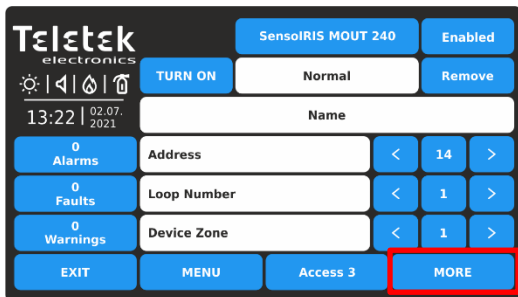 Teletek
electronics
SensoIRIS MOUT 240
Enabled
TURN ON
Normal
Remove
13:22
02.07.
2021
Name
0
Alarms
Address
<
14
>
0
Faults
Loop Number
<
1
>
0
Warnings
Device Zone
<
1
>
EXIT
MENU
Access 3
MORE